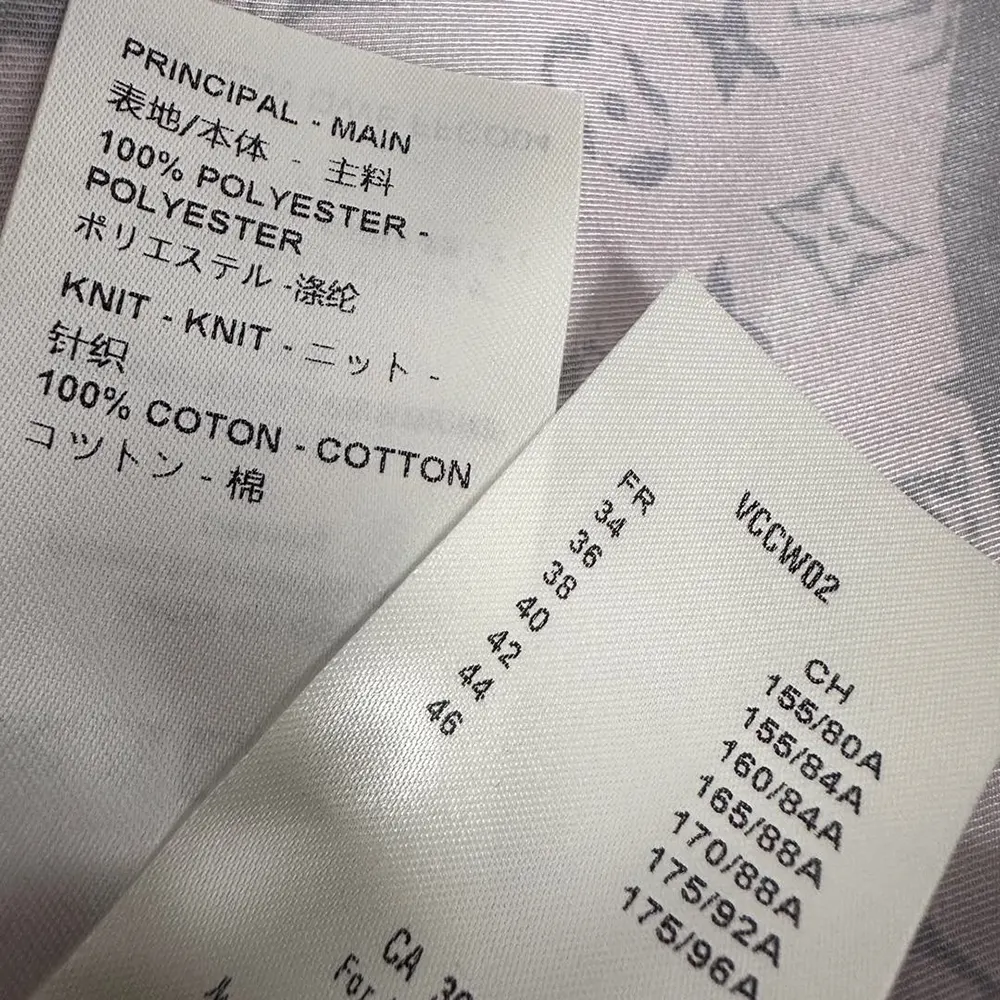 PRINCIPAL - MAIN
表地/本体 - 主料
100% POLYESTER -
POLYESTER
ポリエステル -涤纶
KNIT - KNIT - ニット -
针织
100% COTON - COTTON
コツトン - 棉
VCCW02
FR CH
34 155/80A
36 155/84A
38 160/84A
40 165/88A
42 170/88A
44 175/92A
46 175/96A
CA
For